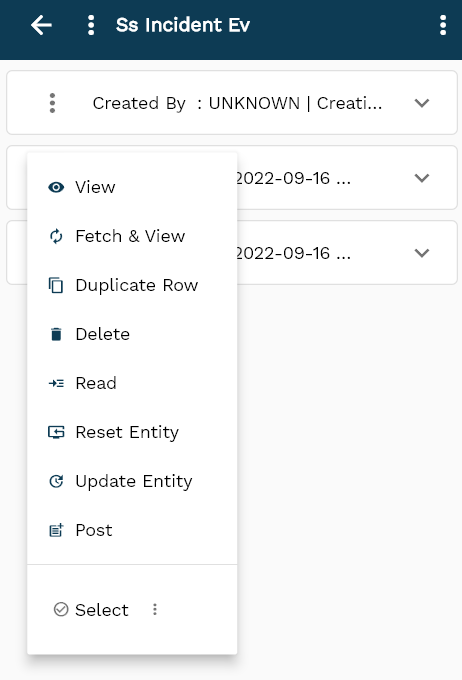 Ss Incident Ev
Created By : UNKNOWN | Creati...
2022-09-16 ...
2022-09-16 ...
View
Fetch & View
Duplicate Row
Delete
Read
Reset Entity
Update Entity
Post
Select